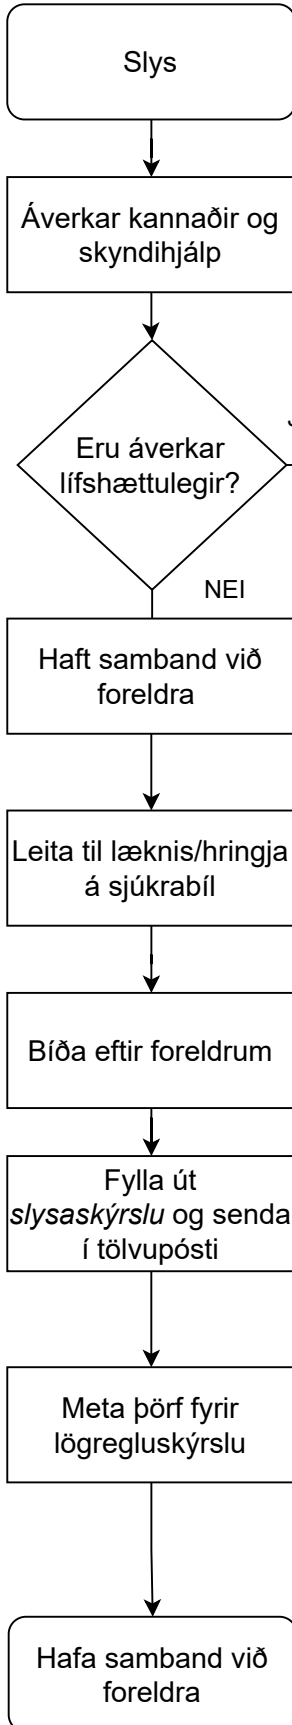 Slys
Áverkar kannaðir og
skyndihjálp
Eru áverkar
lífshættulegir?
NEI
Haft samband við
foreldra
Leita til læknis/hringja
á sjúkrabíl
Bíða eftir foreldrum
Fylla út
slysaskýrslu og senda
í tölvupósti
Meta þörf fyrir
lögregluskýrslu
Hafa samband við
foreldra